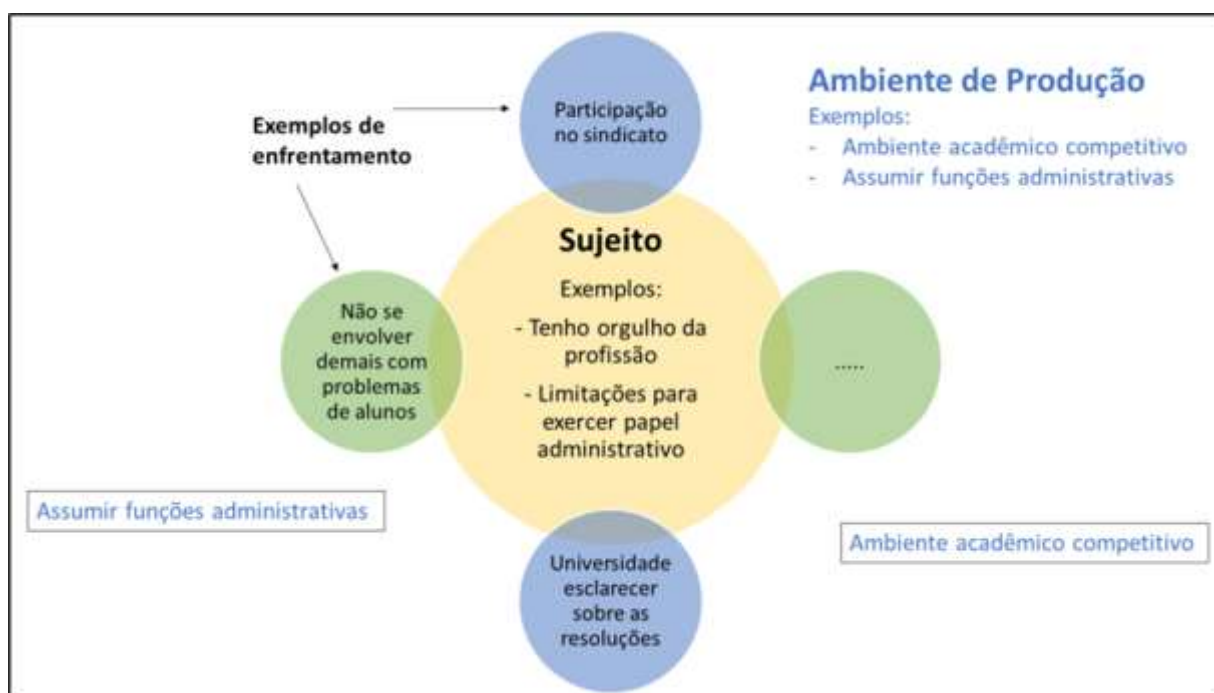 Ambiente de Produção
Exemplos:
- Ambiente acadêmico competitivo
- Assumir funções administrativas
Exemplos de
enfrentamento
Participação
no sindicato
Sujeito
Exemplos:
- Tenho orgulho da
profissão
- Limitações para
exercer papel
administrativo
Não se
envolver
demais com
problemas
de alunos
.....
Assumir funções administrativas
Ambiente acadêmico competitivo
Universidade
esclarecer
sobre as
resoluções